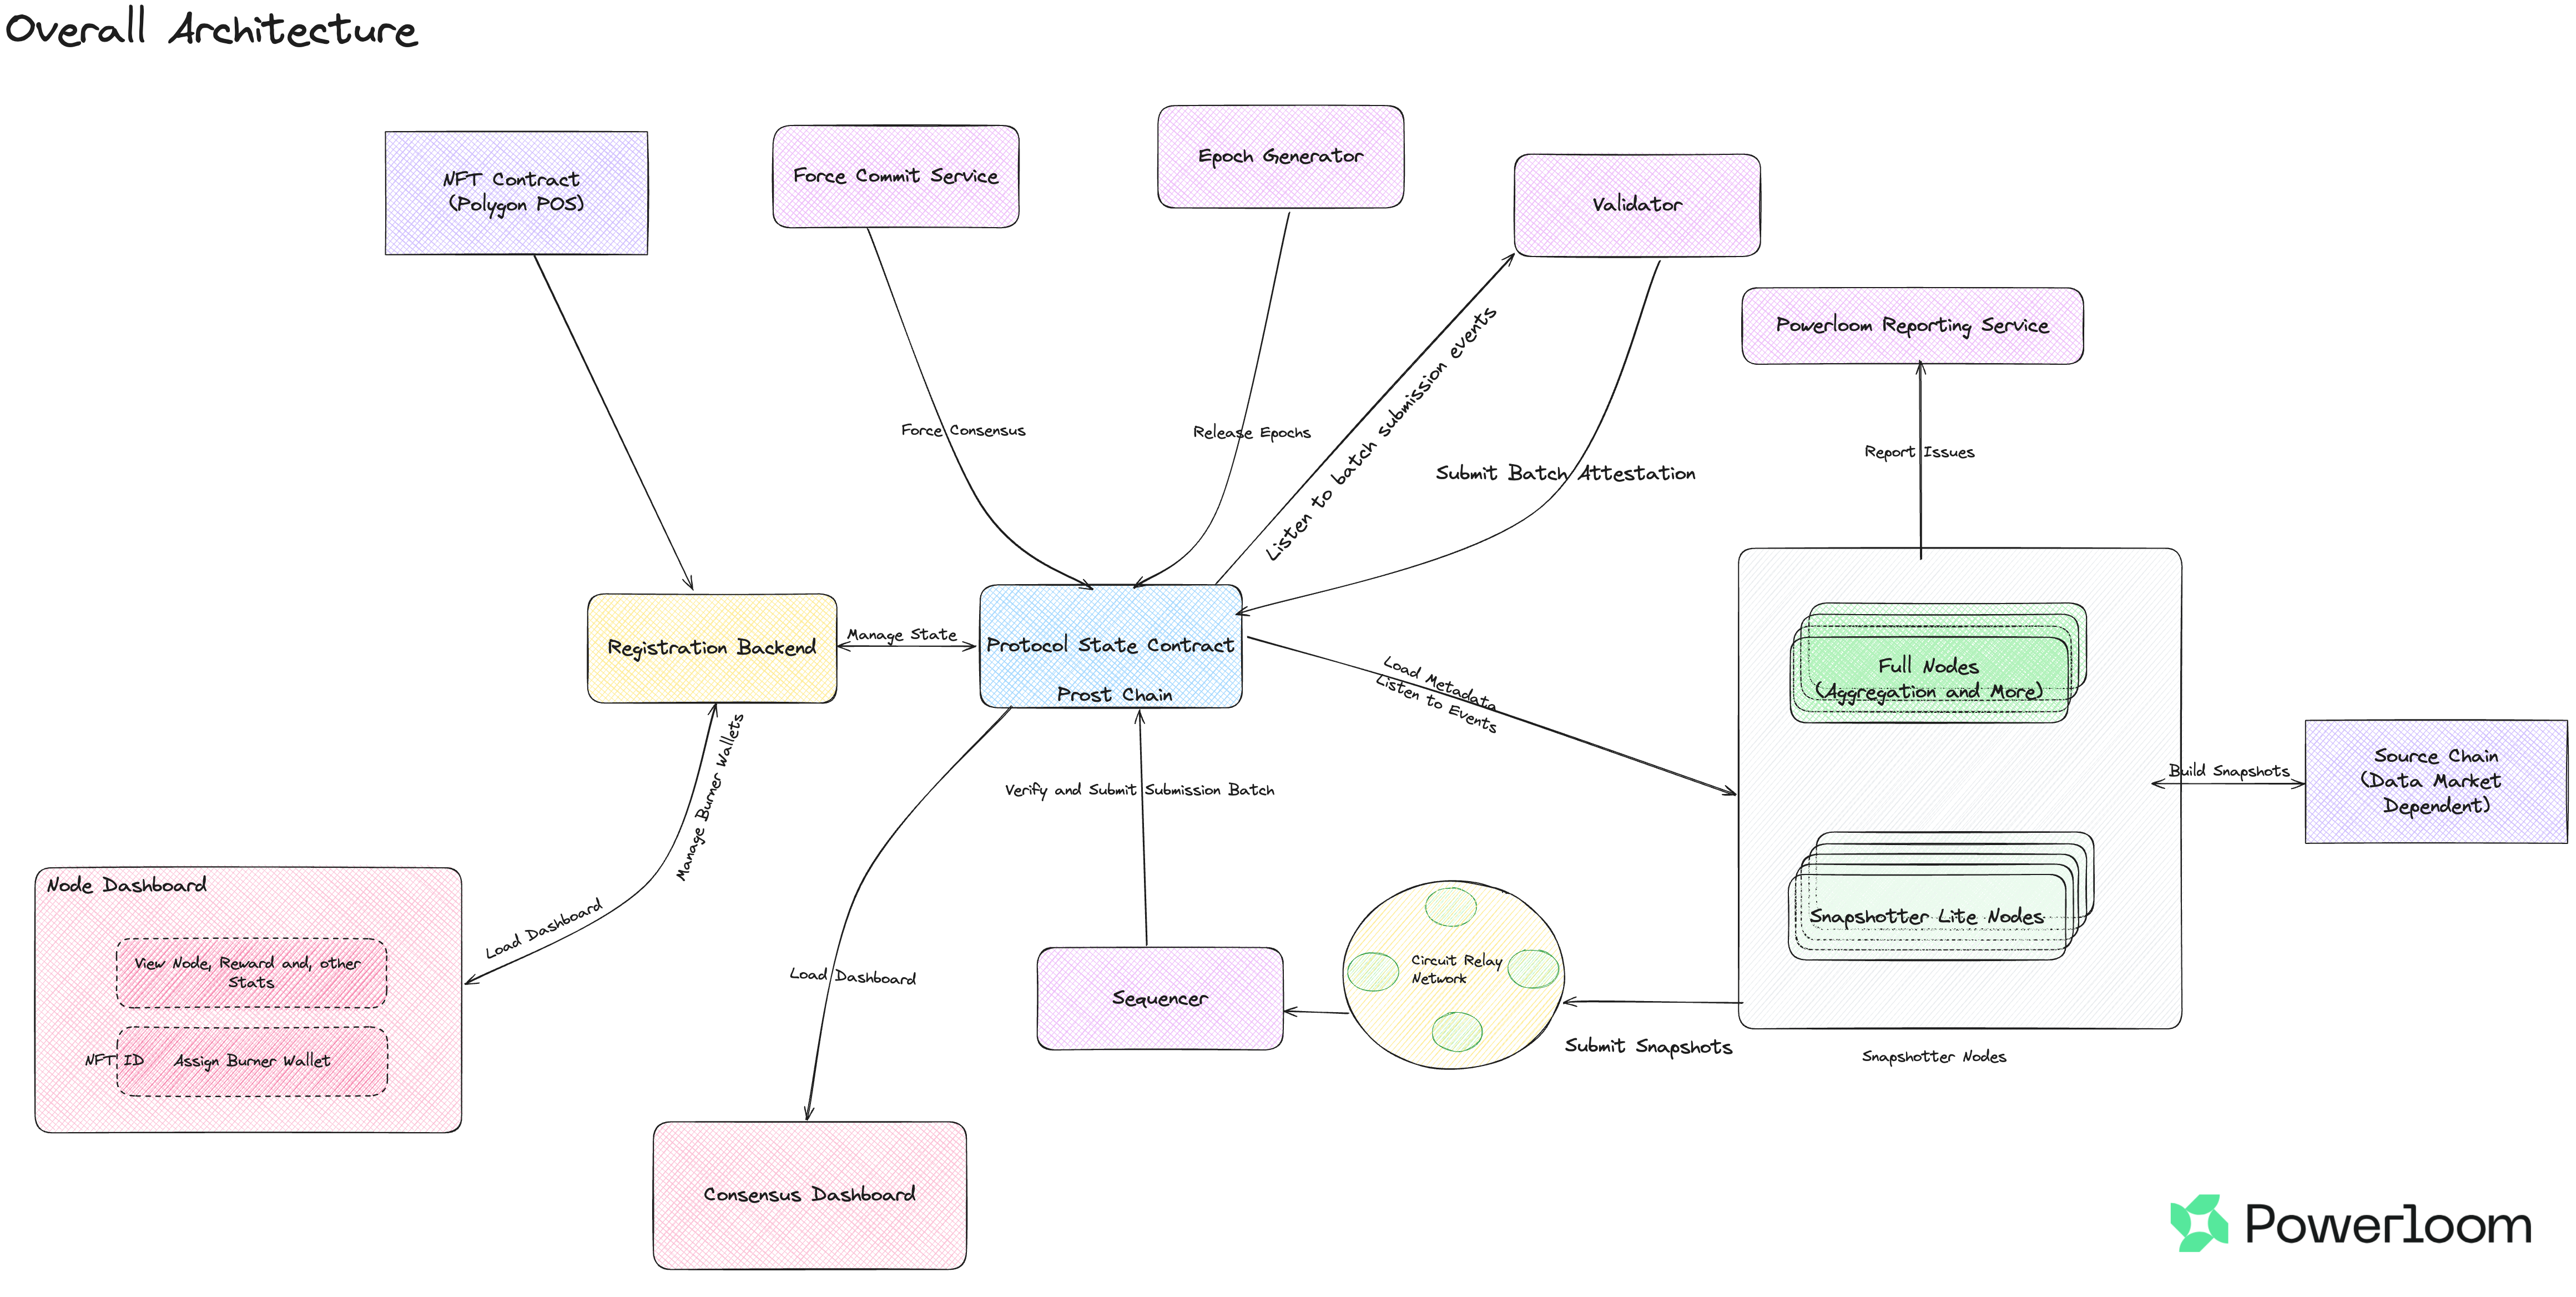 Overall Architecture
NFT Contract
(Polygon POS)
Force Commit Service
Epoch Generator
Validator
Powerloom Reporting Service
Force Consensus
Release Epochs
Listen to batch submission events
Submit Batch Attestation
Report Issues
Registration Backend
Manage State
Protocol State Contract
Prost Chain
Load Metadata
Listen to Events
Full Nodes
(Aggregation and More)
Build Snapshots
Source Chain
(Data Market
Dependent)
Manage Burner Wallets
Verify and Submit Submission Batch
Node Dashboard
Load Dashboard
View Node, Reward and, other
Stats
NFT ID
Assign Burner Wallet
Load Dashboard
Sequencer
Circuit Relay
Network
Snapshotter Lite Nodes
Submit Snapshots
Snapshotter Nodes
Consensus Dashboard
Powerloom